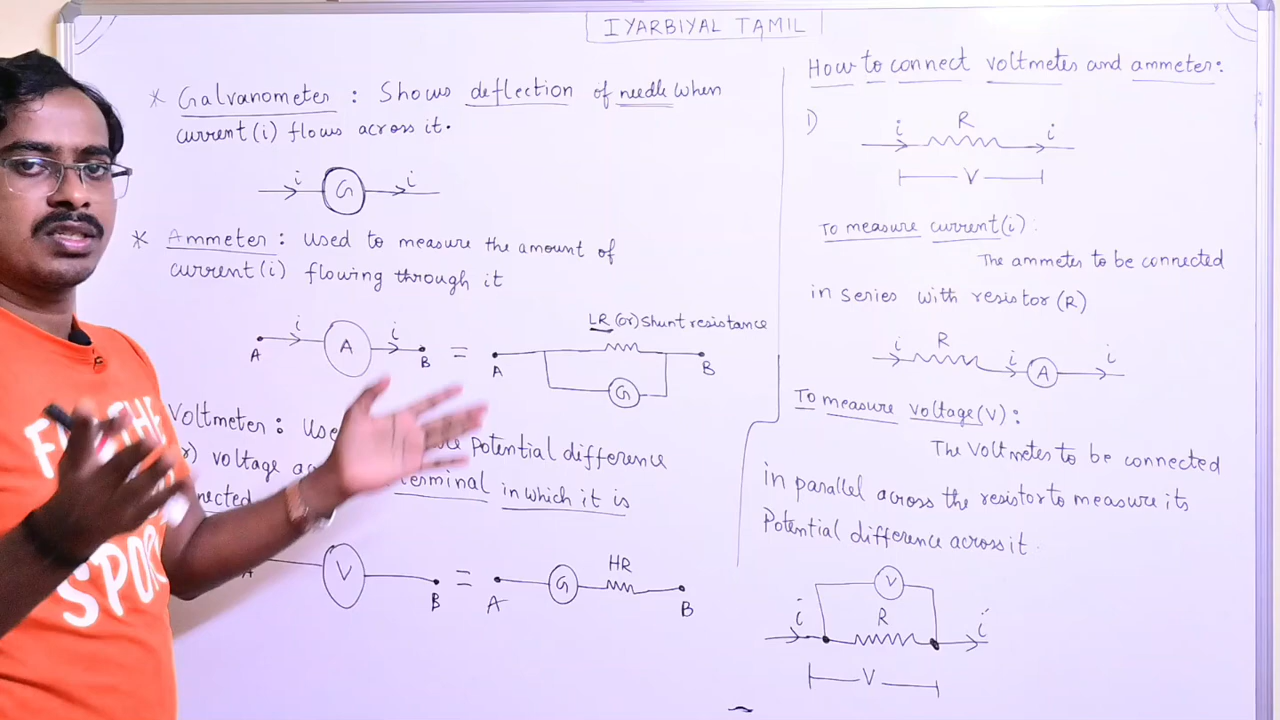 IYARBIYAL TAMIL
* Galvanometer : Shows deflection of needle when
current (i) flows across it.
i G i
* Ammeter : Used to measure the amount of
current (i) flowing through it
A i A i B = A LR (or) Shunt resistance G B
Voltmeter : Use potential difference
voltage
terminal in which it is
V B = A G HR B
How to connect voltmeter and ammeter:
1) i R i
V
To measure current (i) :
The ammeter to be connected
in series with resistor (R)
i R i A i
To measure voltage (V) :
The Voltmeter to be connected
in parallel across the resistor to measure its
Potential difference across it.
V
i R i
V
SPOR